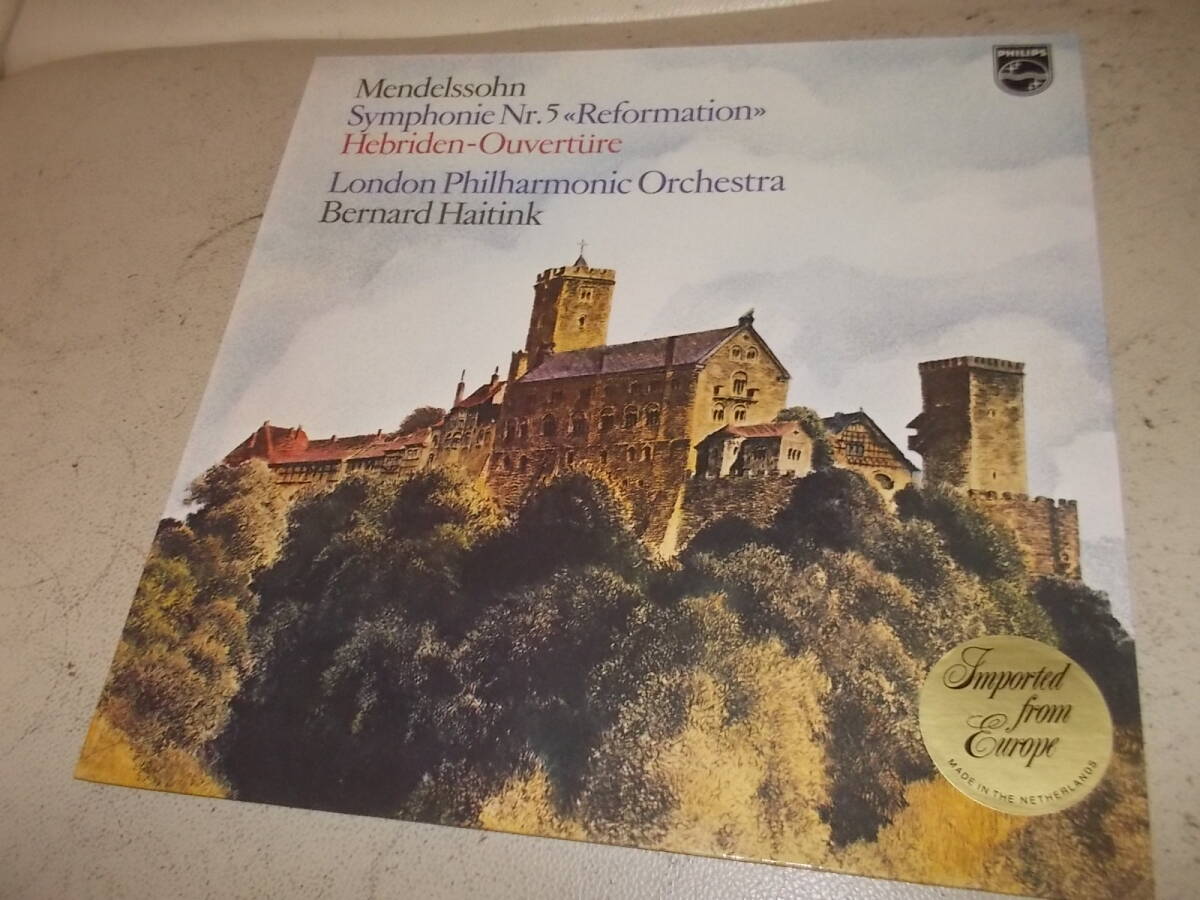 PHILIPS
Mendelssohn
Symphonie Nr. 5 «Reformation»
Hebriden-Ouvertüre
London Philharmonic Orchestra
Bernard Haitink
Imported
from
Europe
MADE IN THE NETHERLANDS